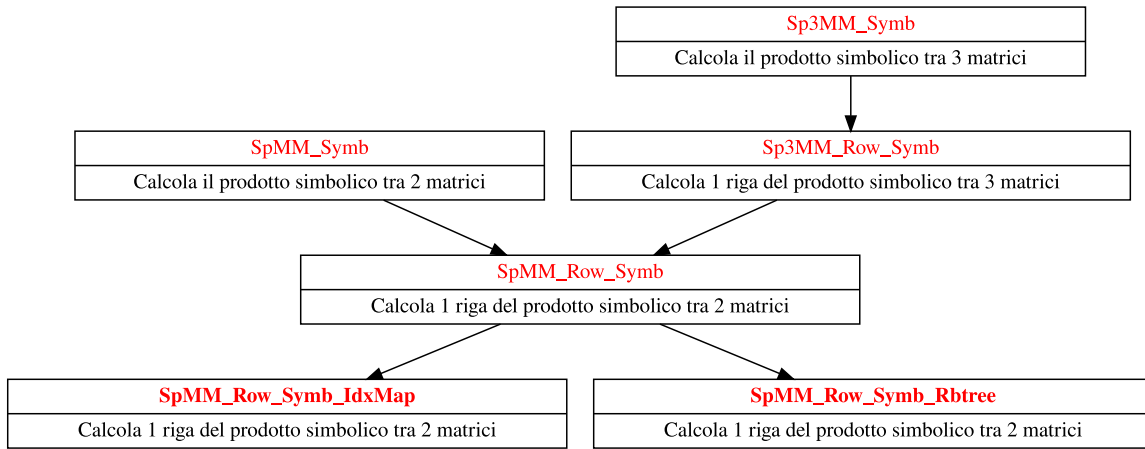 Sp3MM_Symb
Calcola il prodotto simbolico tra 3 matrici
SpMM_Symb
Calcola il prodotto simbolico tra 2 matrici
Sp3MM_Row_Symb
Calcola 1 riga del prodotto simbolico tra 3 matrici
SpMM_Row_Symb
Calcola 1 riga del prodotto simbolico tra 2 matrici
SpMM_Row_Symb_IdxMap
Calcola 1 riga del prodotto simbolico tra 2 matrici
SpMM_Row_Symb_Rbtree
Calcola 1 riga del prodotto simbolico tra 2 matrici